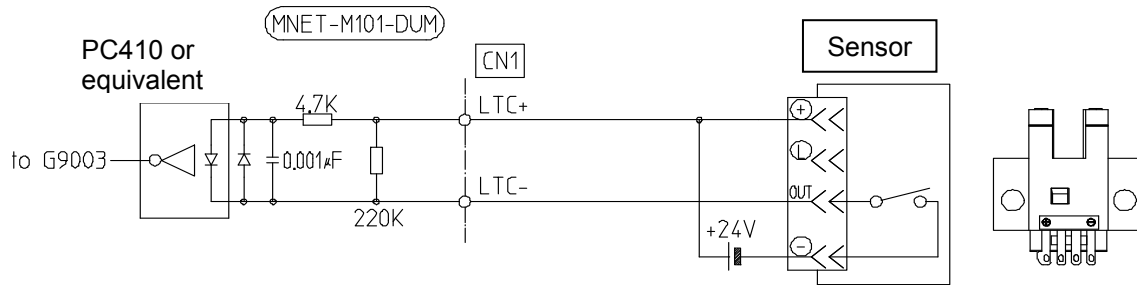 MNET-M101-DUM
PC410 or
equivalent
CN1
Sensor
4.7K
LTC+
+
L
to G9003
0.001μF
OUT
LTC-
220K
+24V
-
+ -